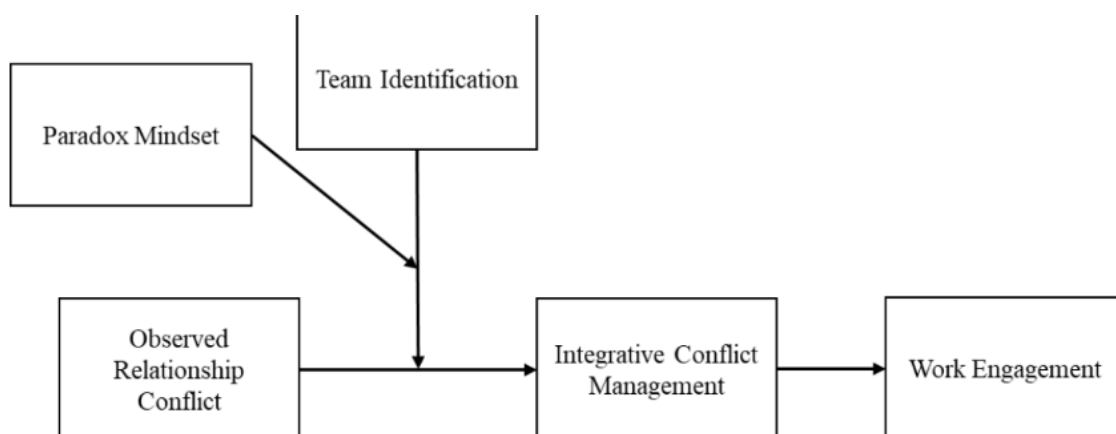 Team Identification
Paradox Mindset
Observed
Relationship
Conflict
Integrative Conflict
Management
Work Engagement